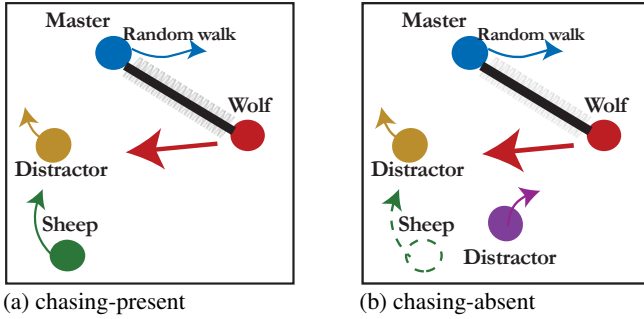 Master
Random walk
Wolf
Distractor
Sheep
(a) chasing-present
Master
Random walk
Wolf
Distractor
Sheep
Distractor
(b) chasing-absent